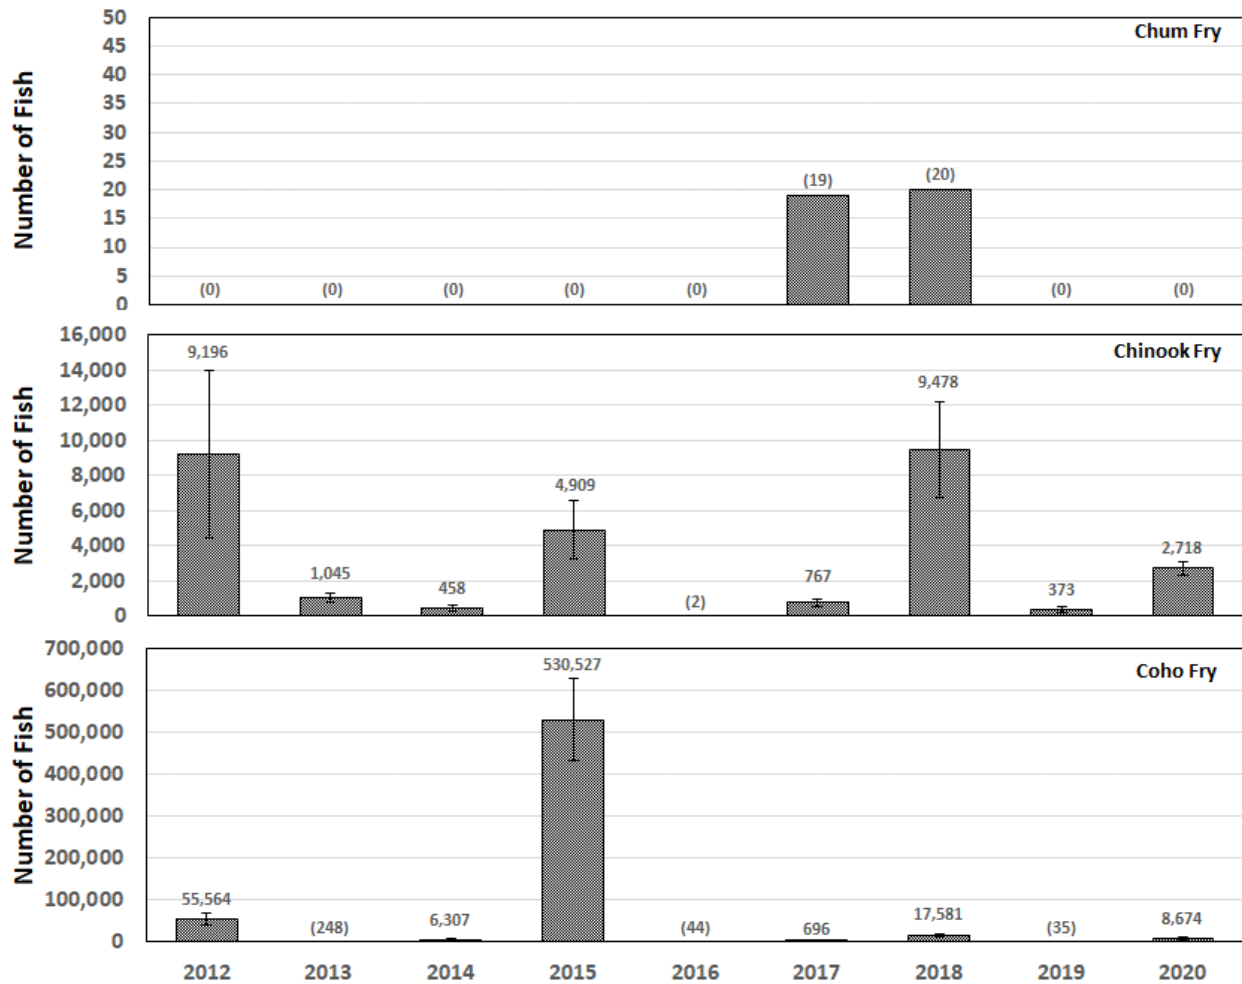 Chum Fry
Number of Fish
50
45
40
35
30
25
20
15
10
5
0
(0) (0) (0) (0) (0) (19) (20) (0) (0)
Chinook Fry
Number of Fish
16,000
14,000
12,000
10,000
8,000
6,000
4,000
2,000
0
9,196 1,045 458 4,909 (2) 767 9,478 373 2,718
Coho Fry
Number of Fish
700,000
600,000
500,000
400,000
300,000
200,000
100,000
0
55,564 (248) 6,307 530,527 (44) 696 17,581 (35) 8,674
2012 2013 2014 2015 2016 2017 2018 2019 2020